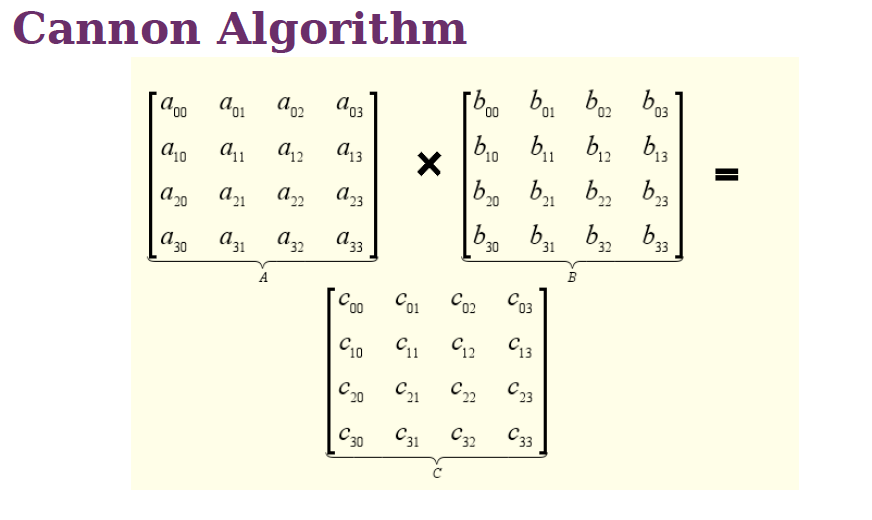 Cannon Algorithm
a00 a01 a02 a03
a10 a11 a12 a13
a20 a21 a22 a23
a30 a31 a32 a33
A
×
b00 b01 b02 b03
b10 b11 b12 b13
b20 b21 b22 b23
b30 b31 b32 b33
B
=
c00 c01 c02 c03
c10 c11 c12 c13
c20 c21 c22 c23
c30 c31 c32 c33
C